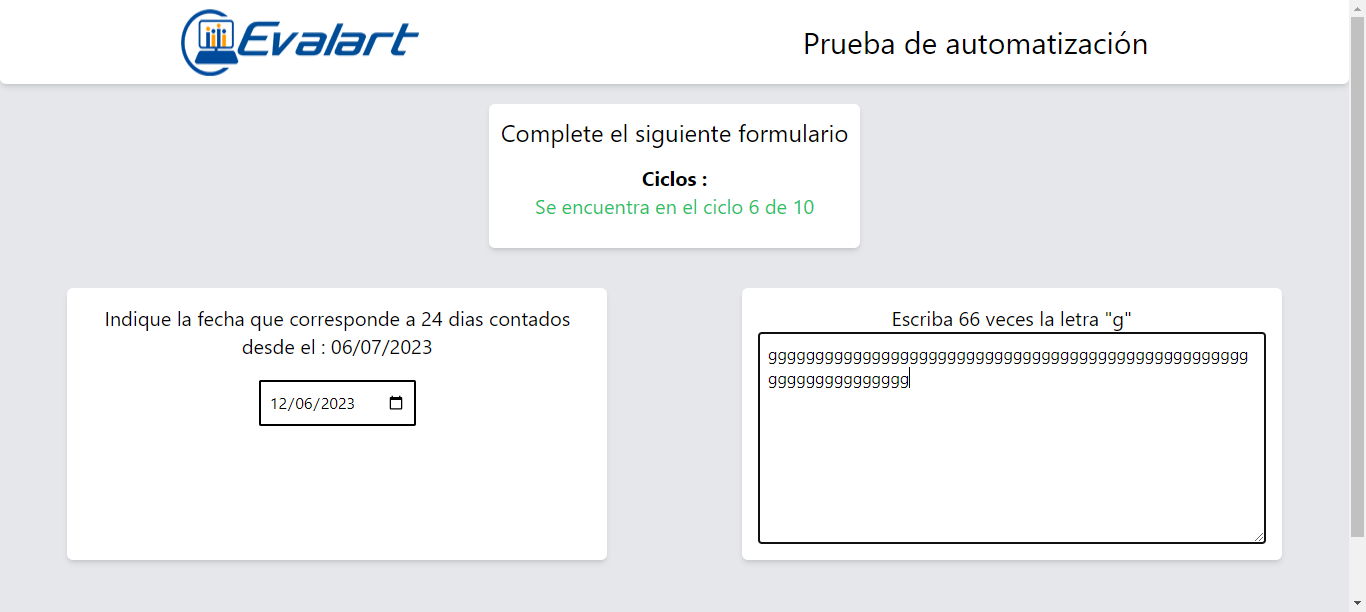 Evalart
Prueba de automatización
Complete el siguiente formulario
Ciclos :
Se encuentra en el ciclo 6 de 10
Indique la fecha que corresponde a 24 dias contados
desde el : 06/07/2023
12/06/2023
Escriba 66 veces la letra "g"
ggggggggggggggggggggggggggggggggggggggggggggggggggg
ggggggggggggggg